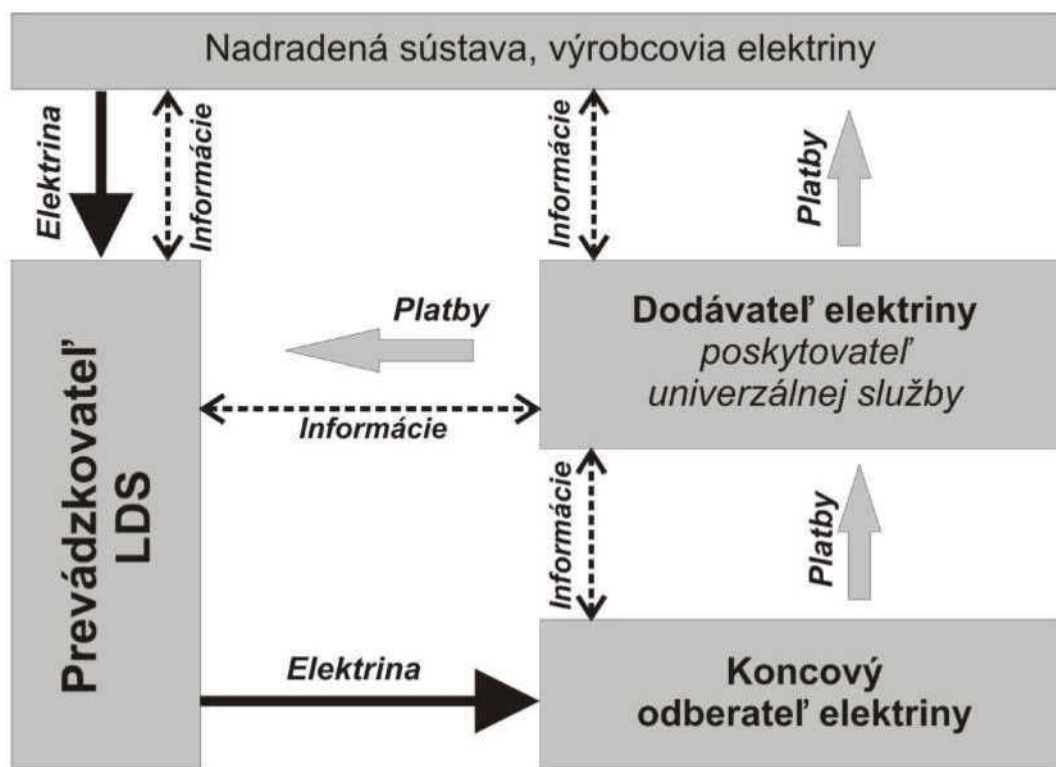 Nadradená sústava, výrobcovia elektriny
Elektrina
Informácie
Informácie
Platby
Prevádzkovateľ
LDS
Platby
Informácie
Dodávateľ elektriny
poskytovateľ
univerzálnej služby
Informácie
Platby
Elektrina
Koncový
odberateľ elektriny